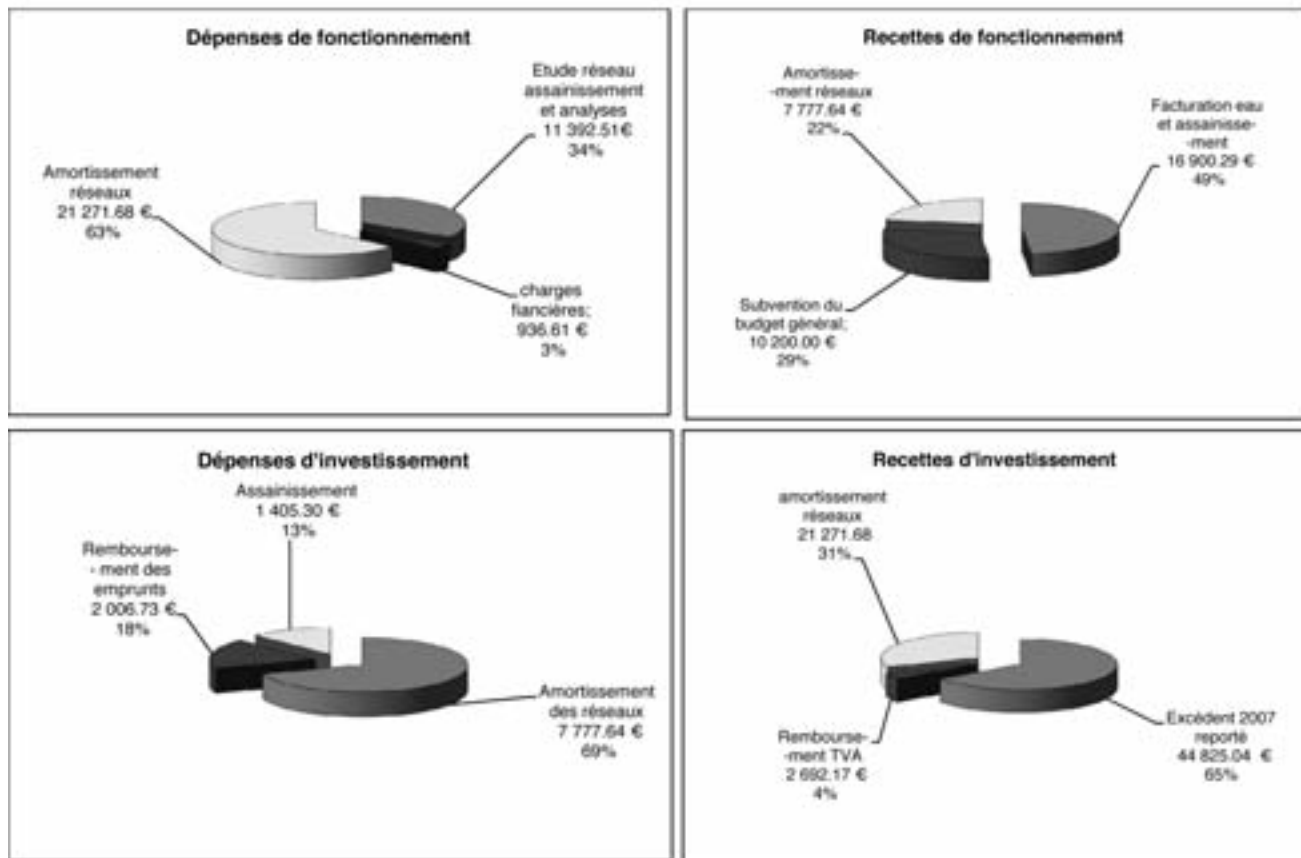 Dépenses de fonctionnement
Etude réseau
assainissement
et analyses
11 392.51€
34%
Amortissement
réseaux
21 271.68 €
63%
charges
fiancières;
936.61 €
3%
Recettes de fonctionnement
Amortisse-
-ment réseaux
7 777.64 €
22%
Facturation eau
et assainisse-
-ment
16 900.29 €
49%
Subvention du
budget général;
10 200.00 €
29%
Dépenses d'investissement
Assainissement
1 405.30 €
13%
Rembourse-
- ment des
emprunts
2 006.73 €
18%
Amortissement
des réseaux
7 777.64 €
69%
Recettes d'investissement
amortissement
réseaux
21 271.68
31%
Rembourse-
-ment TVA
2 692.17 €
4%
Excédent 2007
reporté
44 825.04 €
65%